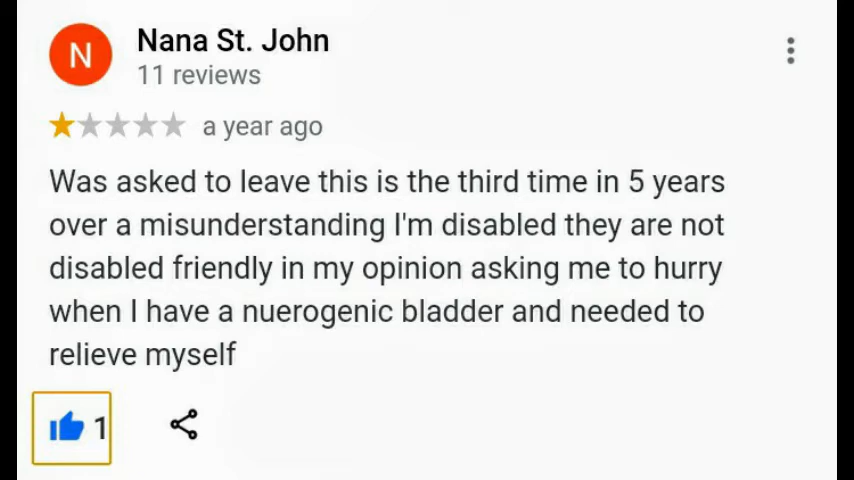 N
Nana St. John
11 reviews
a year ago
Was asked to leave this is the third time in 5 years
over a misunderstanding I'm disabled they are not
disabled friendly in my opinion asking me to hurry
when I have a nuerogenic bladder and needed to
relieve myself
1